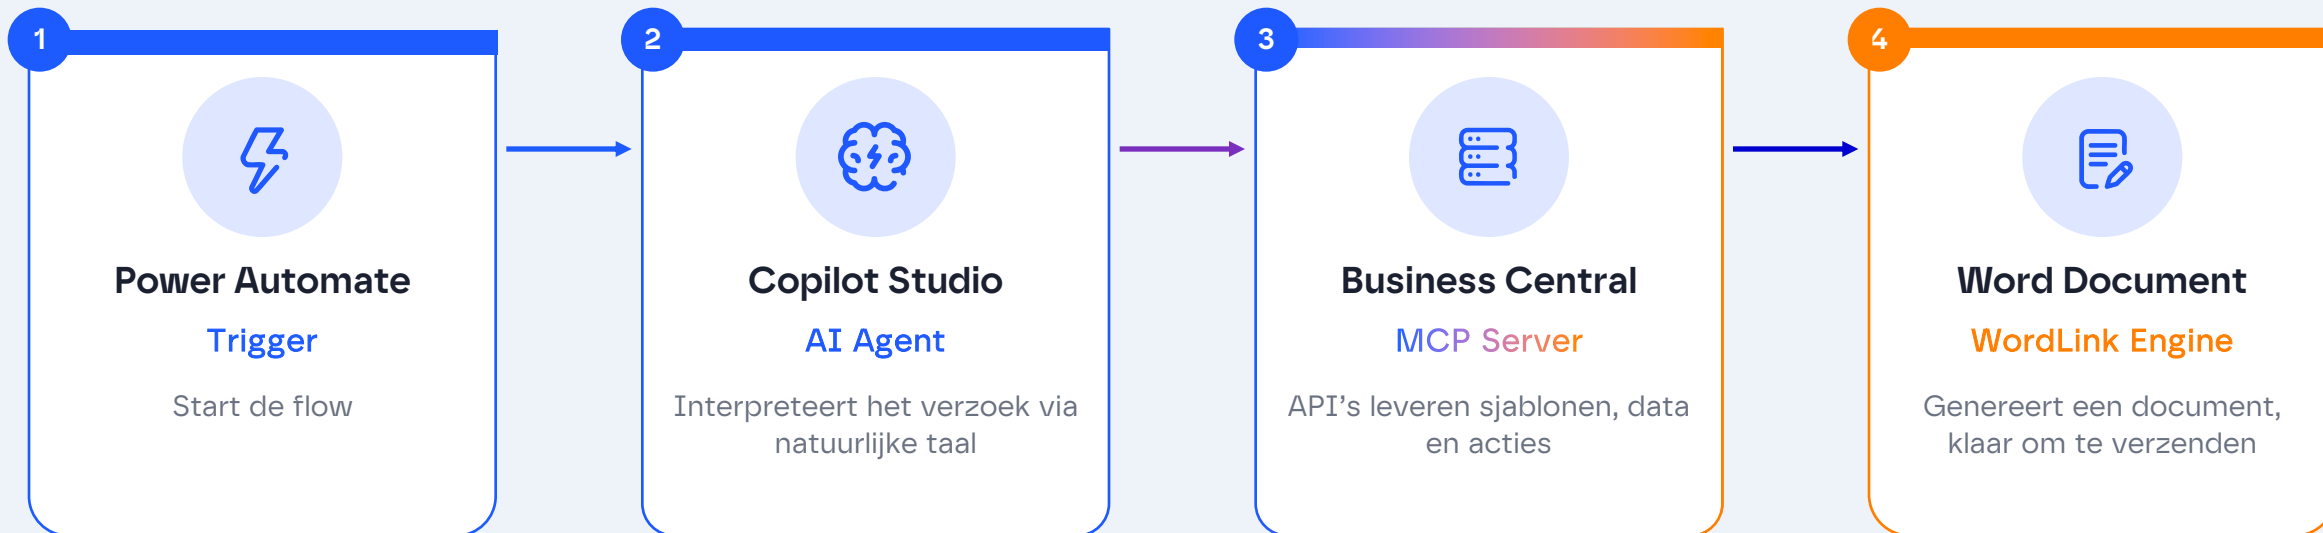 1
Power Automate
Trigger
Start de flow
2
Copilot Studio
AI Agent
Interpreteert het verzoek via
natuurlijke taal
3
Business Central
MCP Server
API’s leveren sjablonen, data
en acties
4
Word Document
WordLink Engine
Genereert een document,
klaar om te verzenden